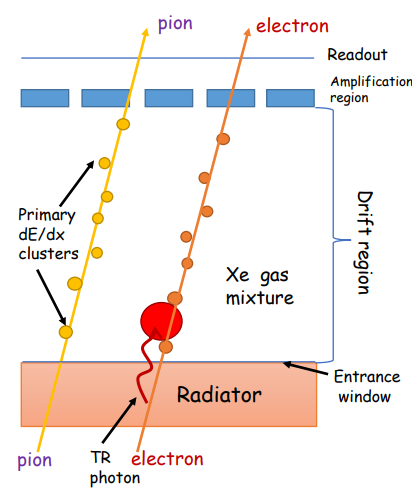 pion
electron
Readout
Amplification
region
Primary
dE/dx
clusters
Drift region
Xe gas
mixture
Radiator
Entrance
window
pion
TR
photon
electron